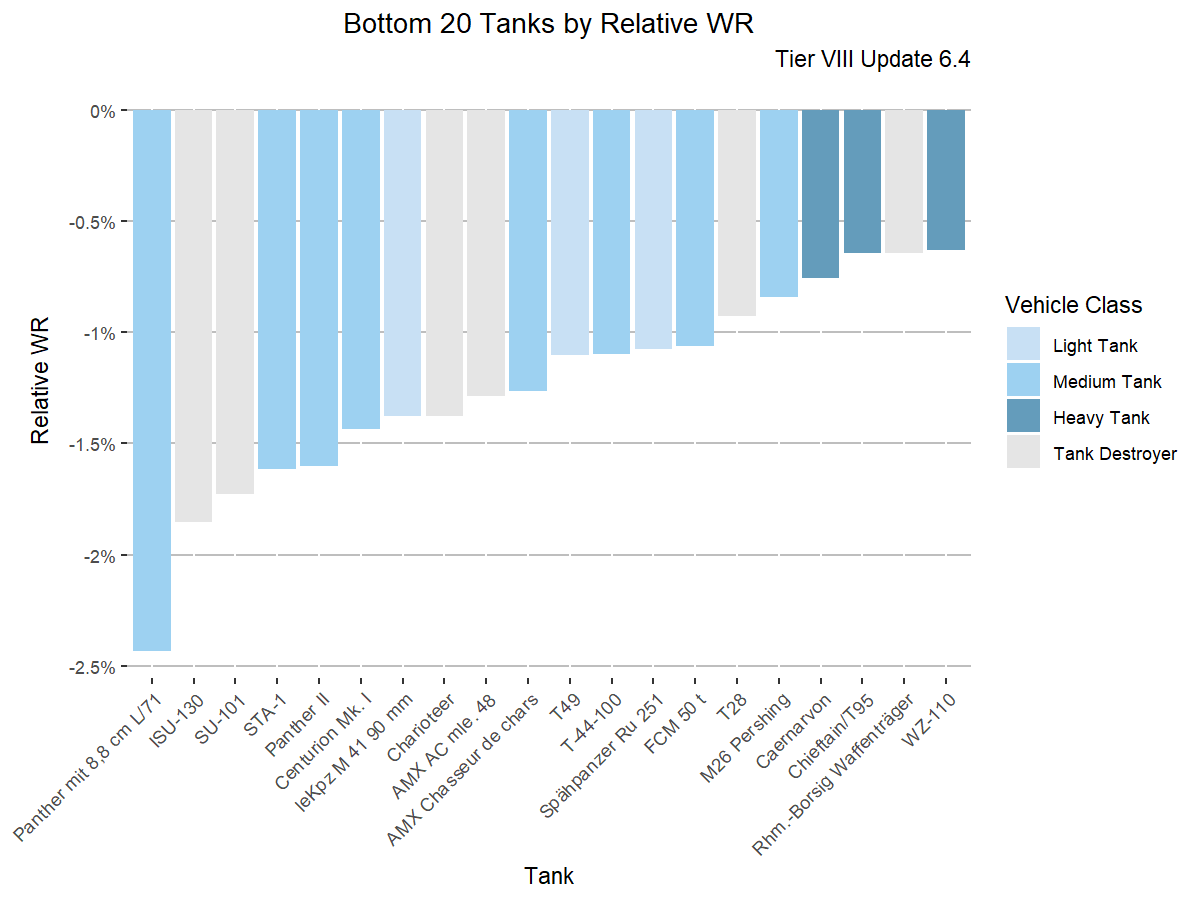 Bottom 20 Tanks by Relative WR
Tier VIII Update 6.4
0%
-0.5%
-1%
-1.5%
-2%
-2.5%
Relative WR
Panther mit 8,8 cm L/71
ISU-130
SU-101
STA-1
Panther II
Centurion Mk. I
leKpz M 41 90 mm
Charioteer
AMX AC mle. 48
AMX Chasseur de chars
T49
T-44-100
Spähpanzer Ru 251
FCM 50 t
T28
M26 Pershing
Caernarvon
Chieftain/T95
Rhm.-Borsig Waffenträger
WZ-110
Tank
Vehicle Class
Light Tank
Medium Tank
Heavy Tank
Tank Destroyer